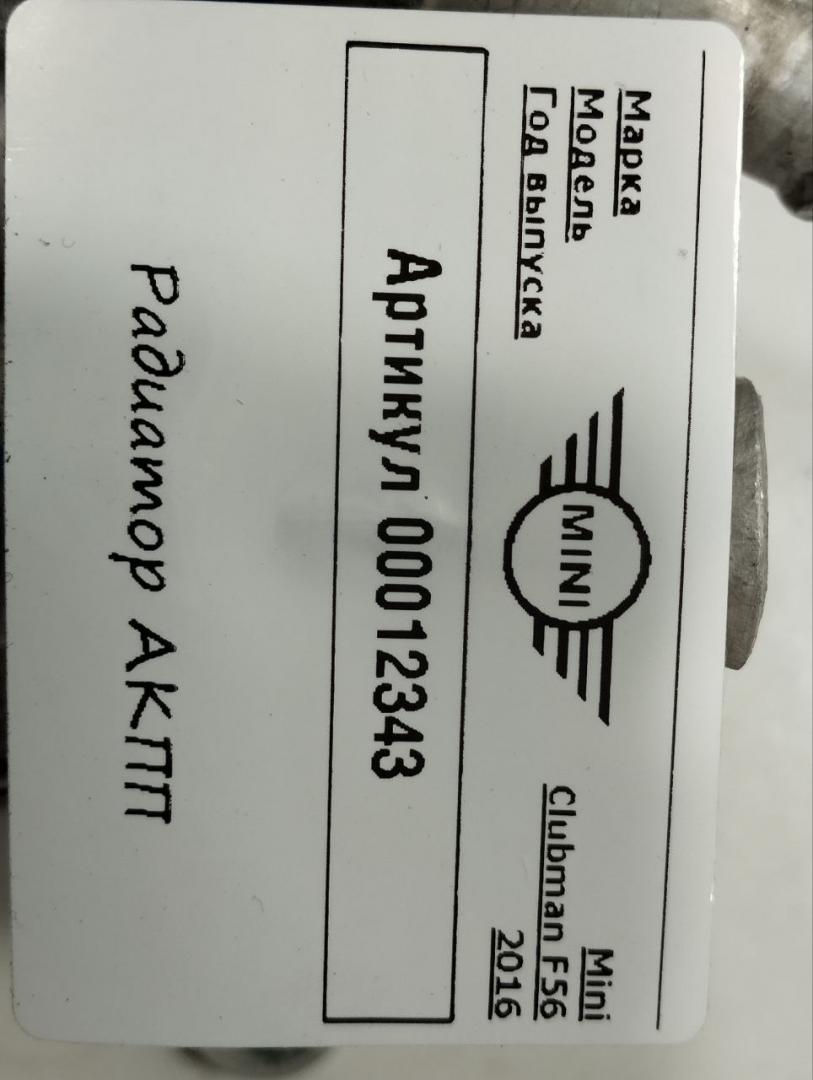 Марка Mini
Модель Clubman F56
Год выпуска 2016
MINI
Артикул 00012343
Радиатор АКПП